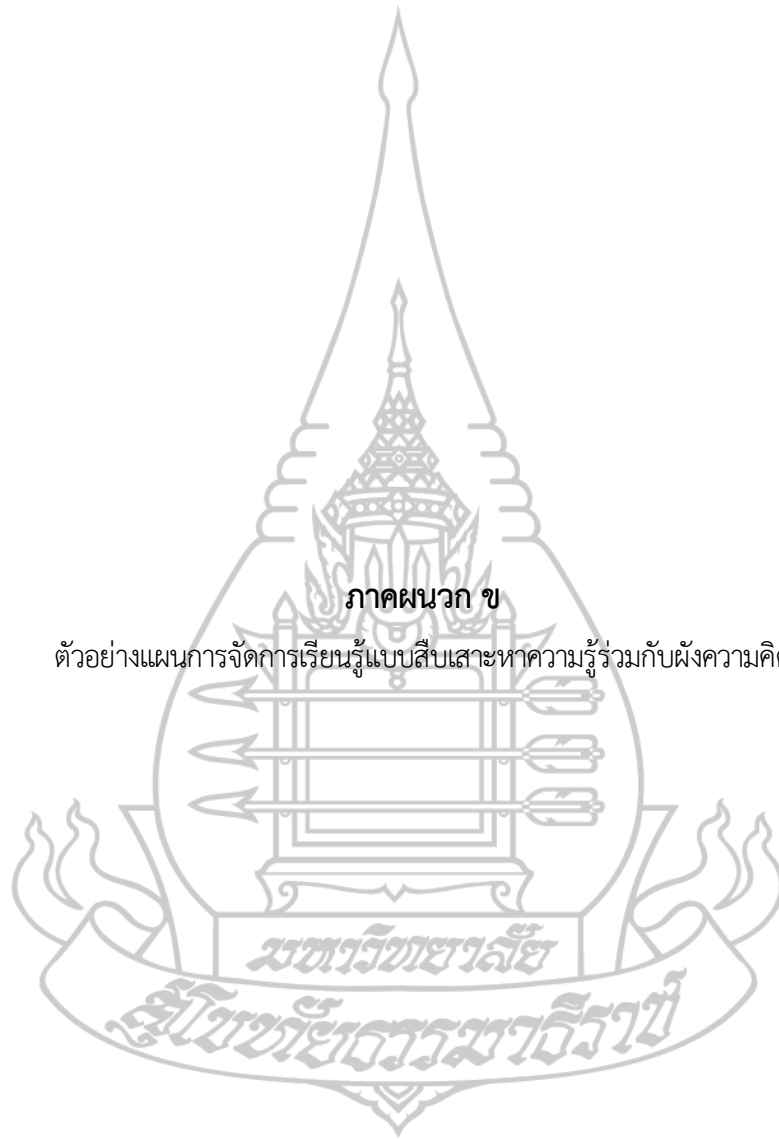 ภาคผนวก ข
ตัวอย่างแผนการจัดการเรียนรู้แบบสืบเสาะหาความรู้ร่วมกับผังความคิด
มหาวิทยาลัย
สุโขทัยธรรมาธิราช